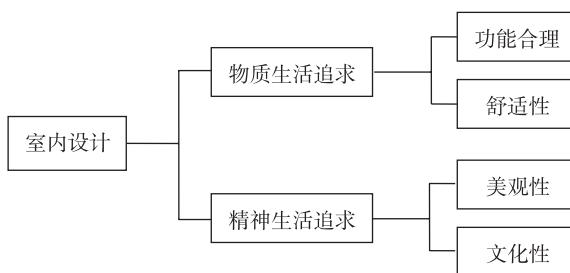 室内设计
物质生活追求
功能合理
舒适性
精神生活追求
美观性
文化性